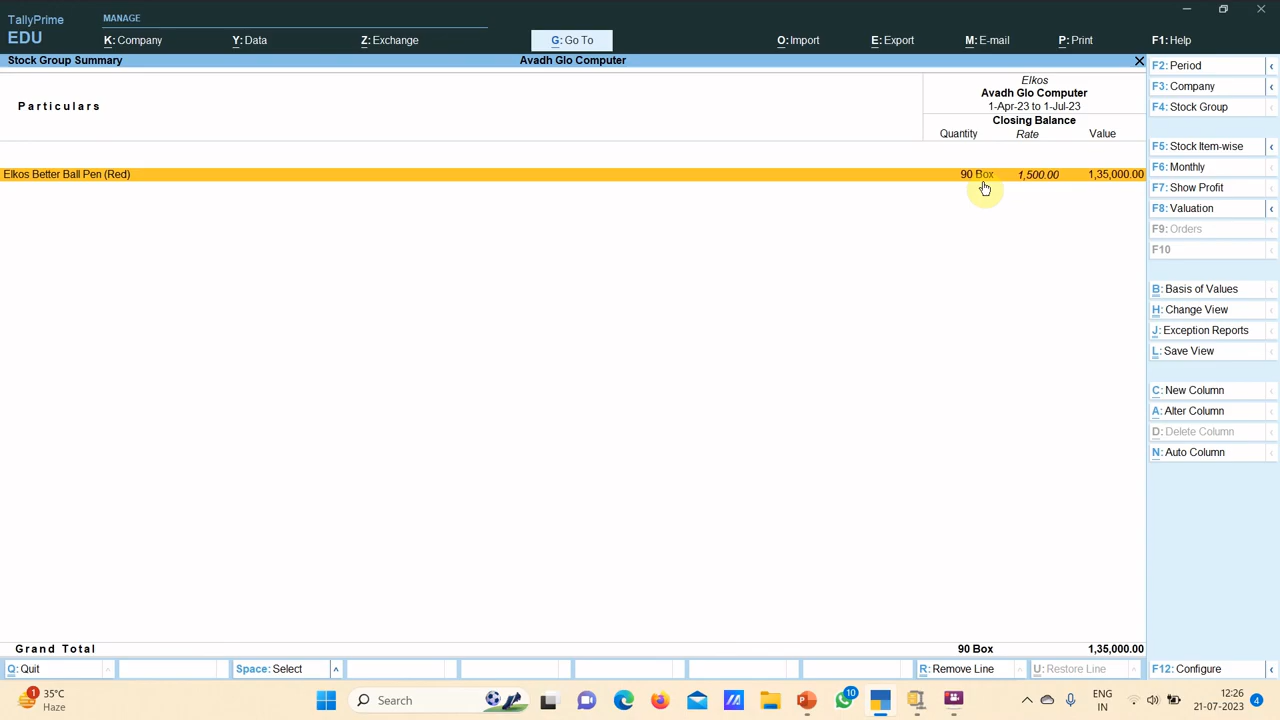 TallyPrime
EDU
MANAGE
K: Company
Y: Data
Z: Exchange
G: Go To
O: Import
E: Export
M: E-mail
P: Print
F1: Help
Stock Group Summary
Avadh Glo Computer
Particulars
Elkos
Avadh Glo Computer
1-Apr-23 to 1-Jul-23
Closing Balance
Quantity Rate Value
Elkos Better Ball Pen (Red) 90 Box 1,500.00 1,35,000.00
Grand Total 90 Box 1,35,000.00
F2: Period
F3: Company
F4: Stock Group
F5: Stock Item-wise
F6: Monthly
F7: Show Profit
F8: Valuation
F9: Orders
F10
B: Basis of Values
H: Change View
J: Exception Reports
L: Save View
C: New Column
A: Alter Column
D: Delete Column
N: Auto Column
Q: Quit
Space: Select
R: Remove Line
U: Restore Line
F12: Configure
1
35°C
Haze
Search
10
ENG
IN
12:26
21-07-2023
4